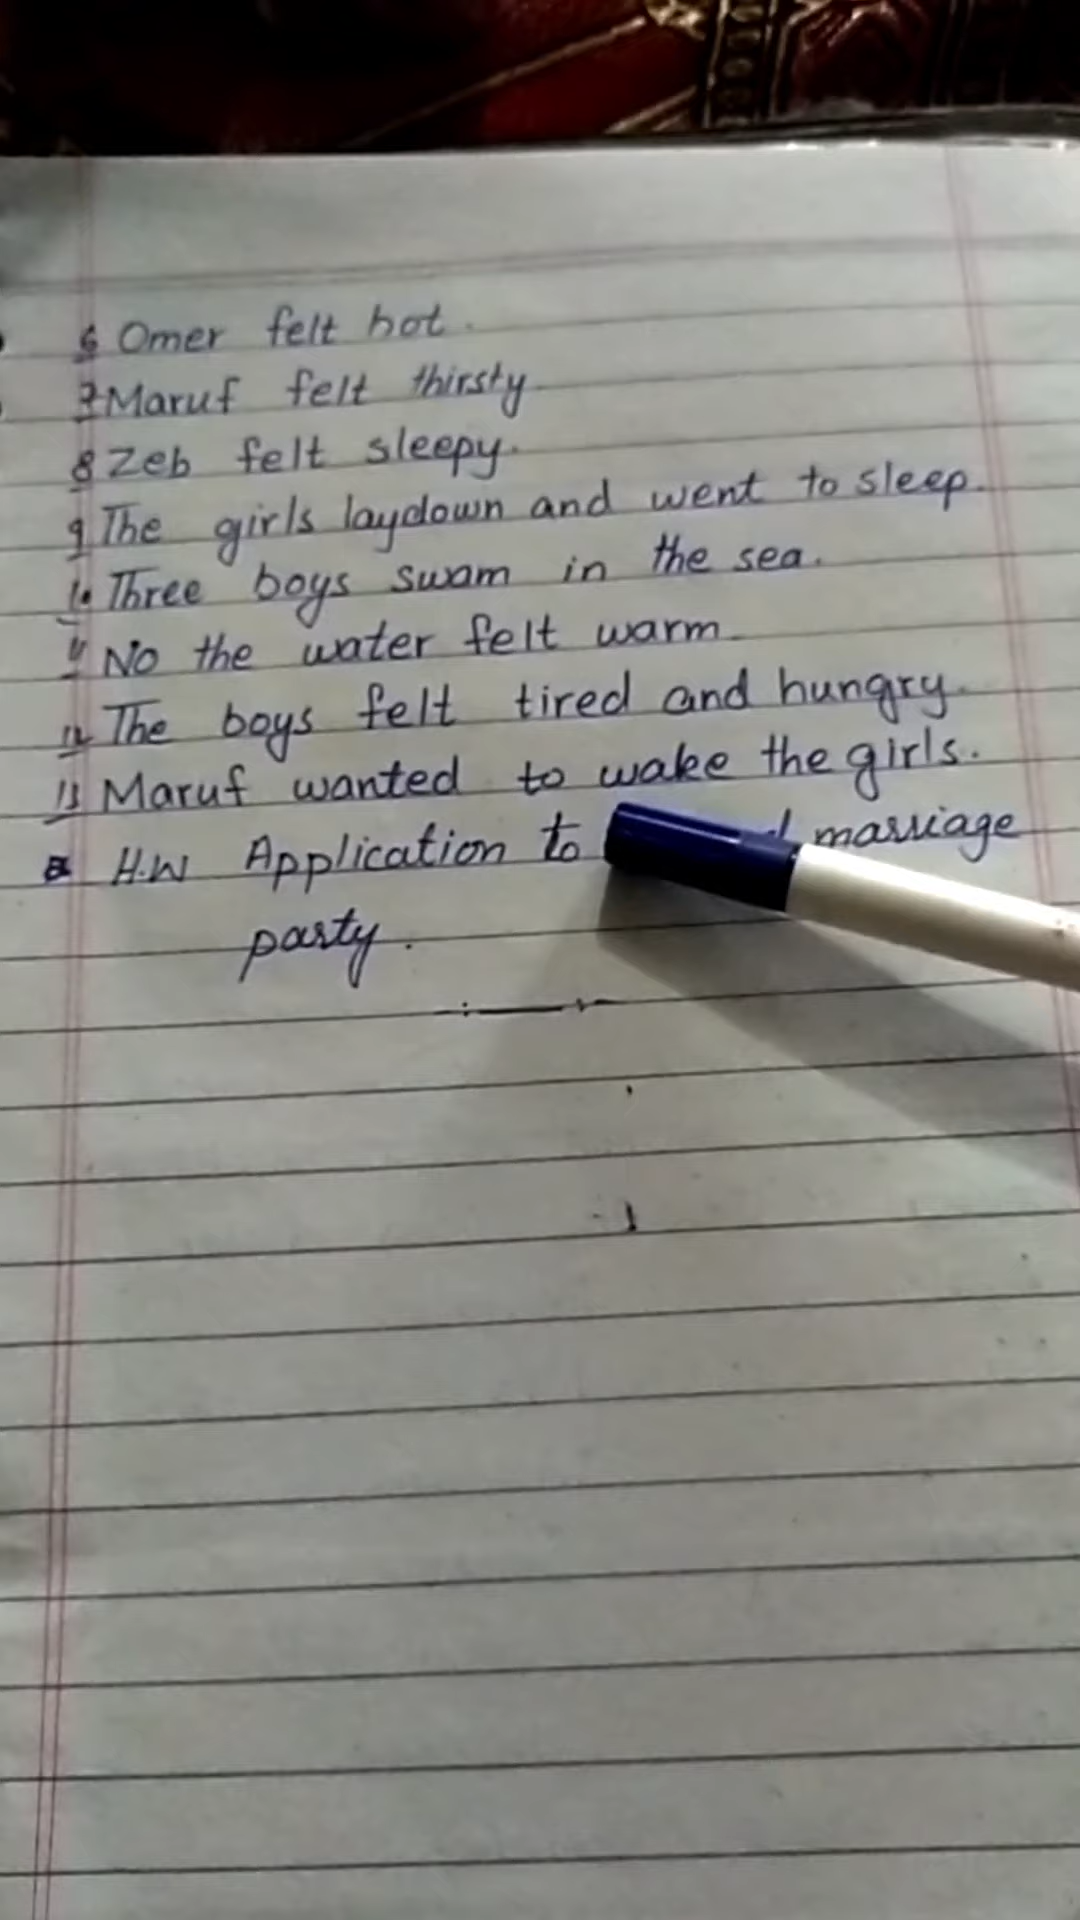 6 Omer felt hot.
7 Maruf felt thirsty
8 Zeb felt sleepy.
9 The girls laydown and went to sleep.
10 Three boys swam in the sea.
11 No the water felt warm.
12 The boys felt tired and hungry.
13 Maruf wanted to wake the girls.
H.W Application to marriage
party.